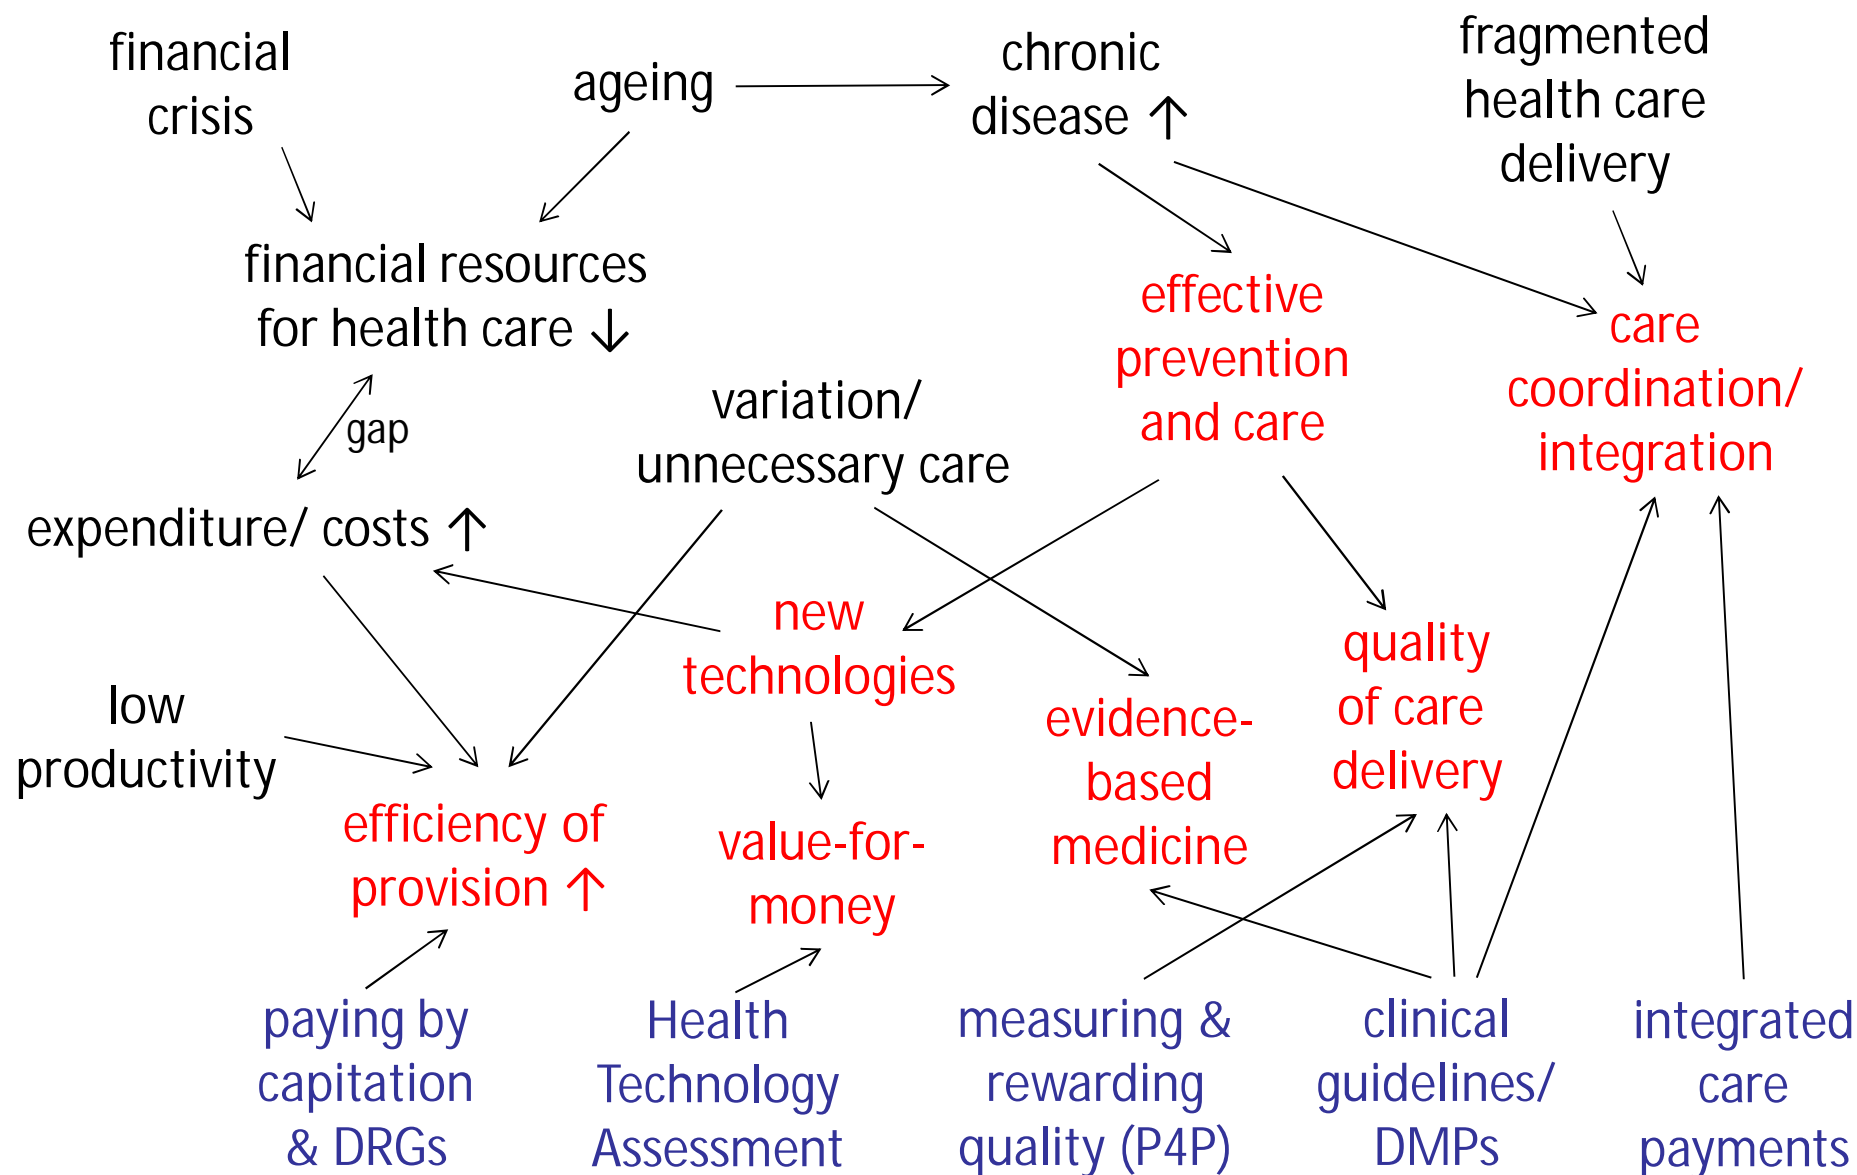 financial
crisis
ageing
chronic
disease ↑
fragmented
health care
delivery
financial resources
for health care ↓
gap
expenditure/ costs ↑
variation/
unnecessary care
effective
prevention
and care
care
coordination/
integration
low
productivity
new
technologies
evidence-
based
medicine
quality
of care
delivery
efficiency of
provision ↑
value-for-
money
paying by
capitation
& DRGs
Health
Technology
Assessment
measuring &
rewarding
quality (P4P)
clinical
guidelines/
DMPs
integrated
care
payments